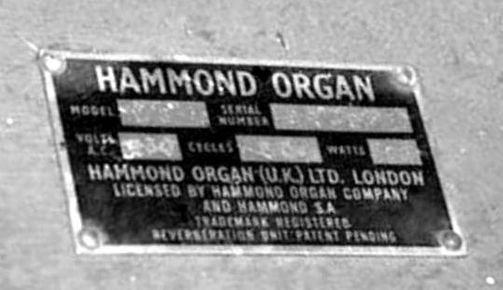 HAMMOND ORGAN
MODEL SERIAL NUMBER
VOLTS A.C. CYCLES WATTS
HAMMOND ORGAN (U.K.) LTD. LONDON
LICENSED BY HAMMOND ORGAN COMPANY
AND HAMMOND S.A
TRADEMARK REGISTERED
REVERBERATION UNIT PATENT PENDING